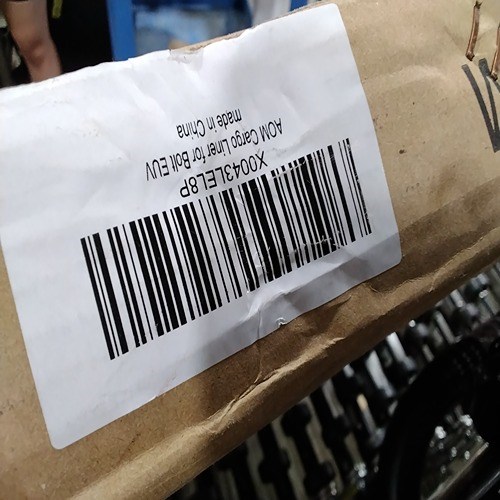 X0043LEL8P
AOM Cargo Liner for Bolt EUV
made in China